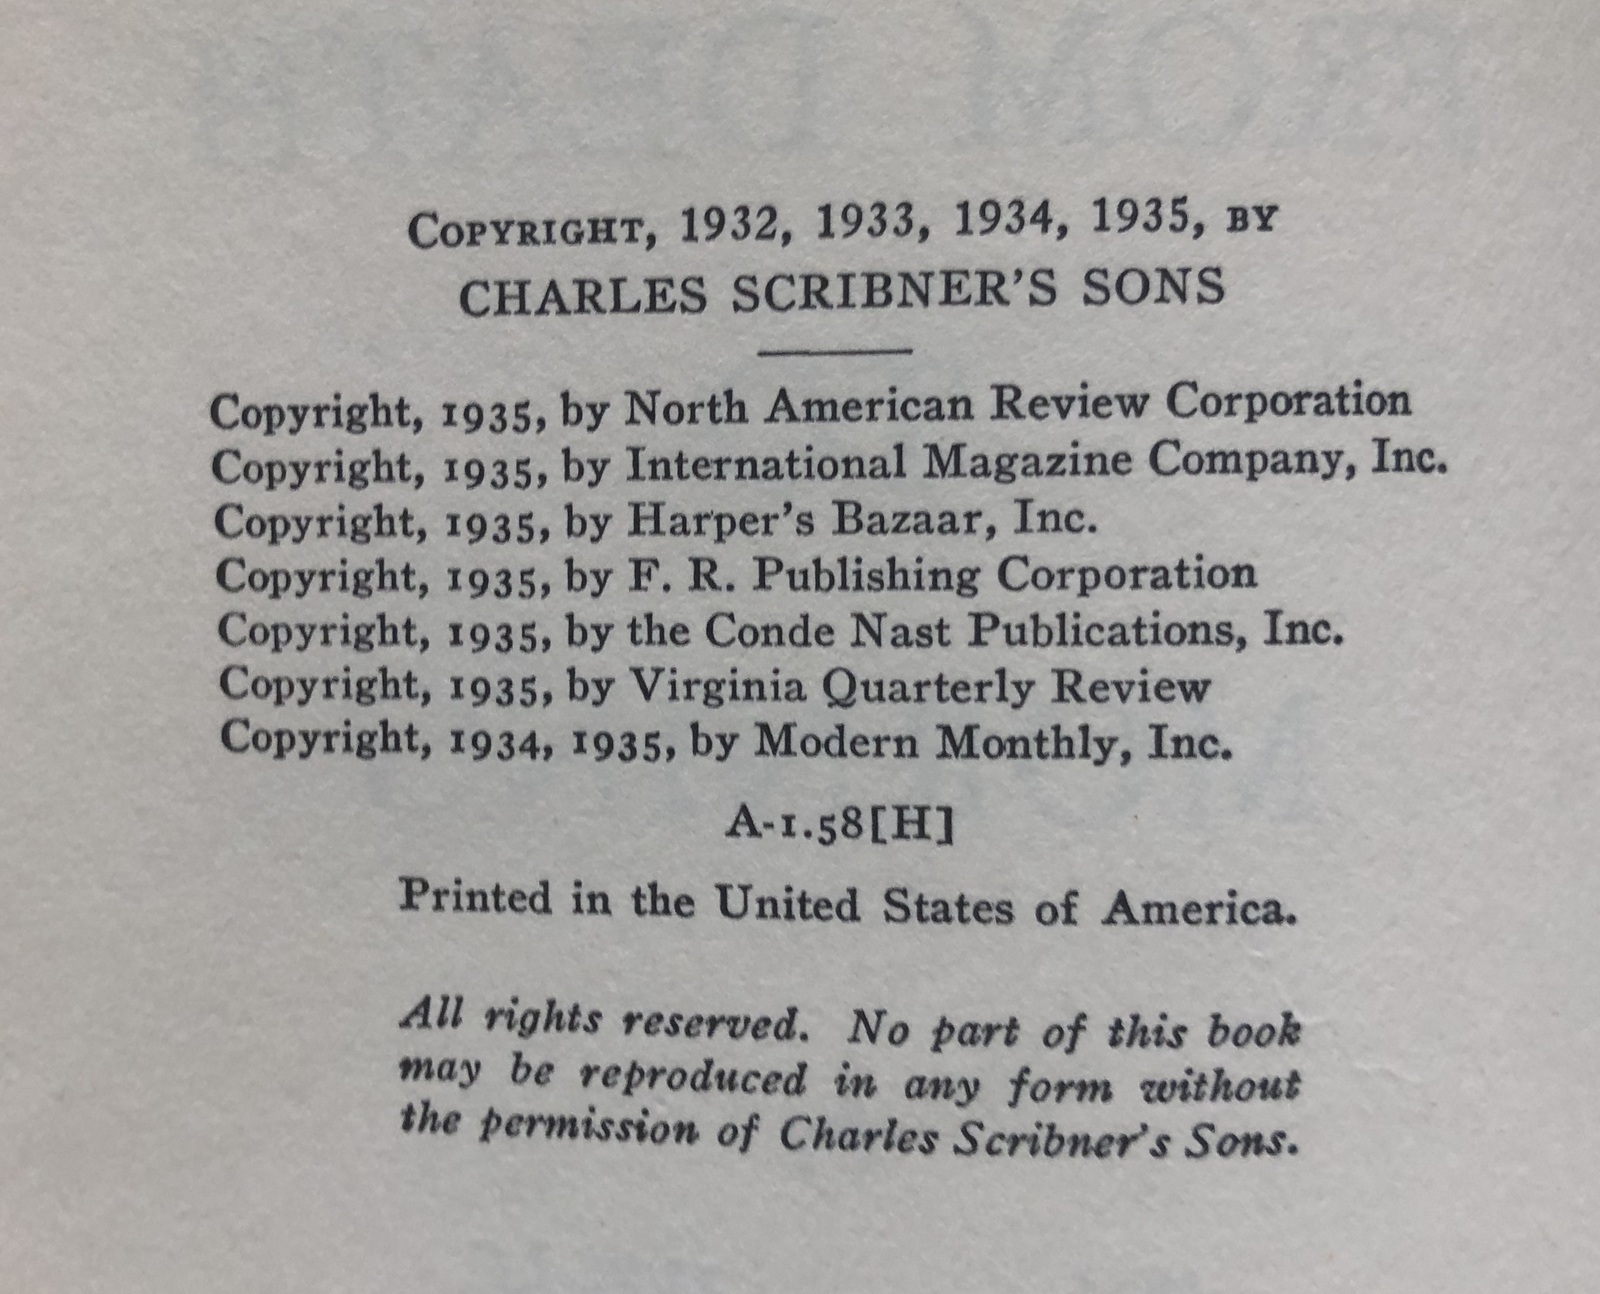 COPYRIGHT, 1932, 1933, 1934, 1935, BY
CHARLES SCRIBNER'S SONS
Copyright, 1935, by North American Review Corporation
Copyright, 1935, by International Magazine Company, Inc.
Copyright, 1935, by Harper's Bazaar, Inc.
Copyright, 1935, by F. R. Publishing Corporation
Copyright, 1935, by the Conde Nast Publications, Inc.
Copyright, 1935, by Virginia Quarterly Review
Copyright, 1934, 1935, by Modern Monthly, Inc.
A-1.58[H]
Printed in the United States of America.
All rights reserved. No part of this book
may be reproduced in any form without
the permission of Charles Scribner's Sons.